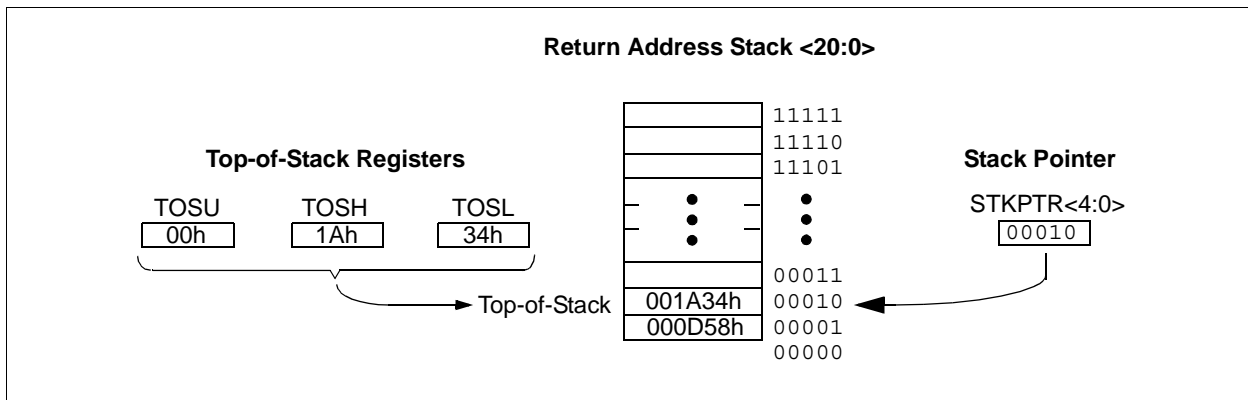 Return Address Stack <20:0>
11111
11110
11101
Top-of-Stack Registers
Stack Pointer
TOSU TOSH TOSL
00h 1Ah 34h
STKPTR<4:0>
00010
00011
Top-of-Stack 001A34h 00010
000D58h 00001
00000